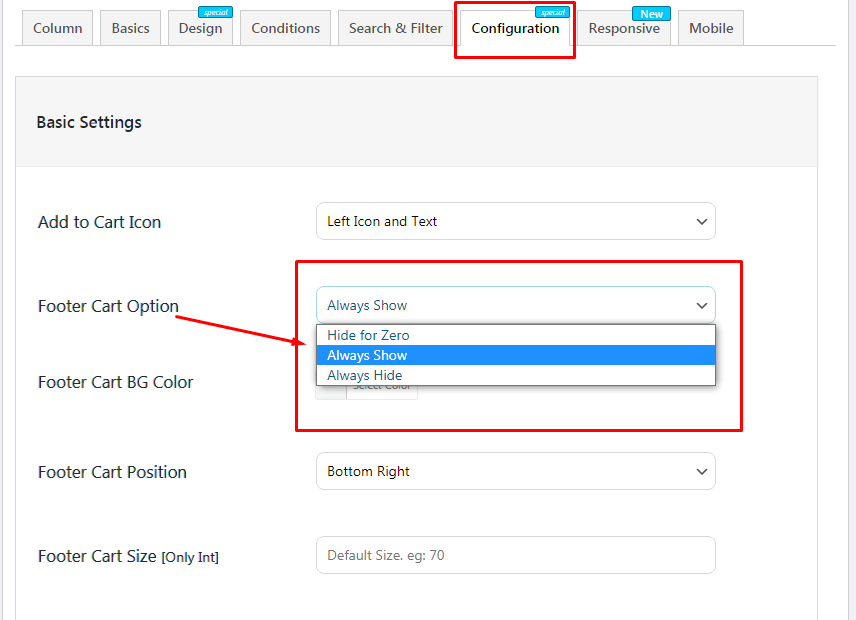 special special New
Column Basics Design Conditions Search & Filter Configuration Responsive Mobile
Basic Settings
Add to Cart Icon Left Icon and Text
Footer Cart Option Always Show
Hide for Zero
Always Show
Always Hide
Footer Cart BG Color Select Color
Footer Cart Position Bottom Right
Footer Cart Size [Only Int] Default Size. eg: 70